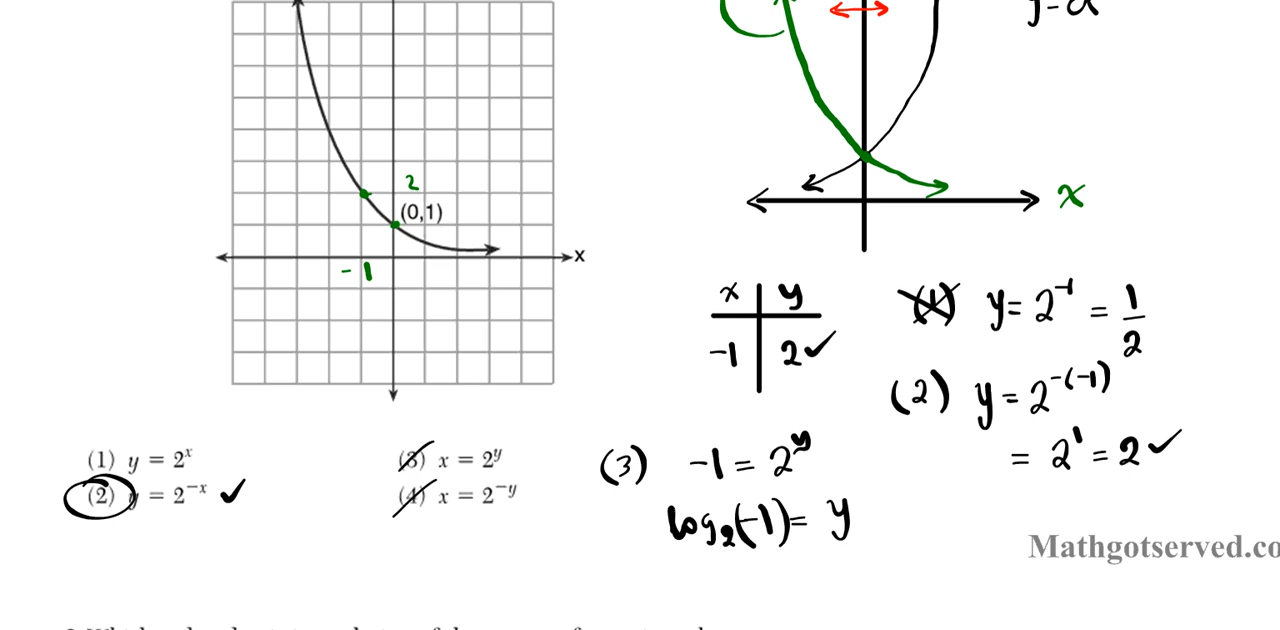 2
(0,1)
x
-1
x
x y
-1 2✓
(1) y = 2^-1 = 1/2
(2) y = 2^-(-1)
= 2^1 = 2 ✓
(1) y = 2^x
(2) y = 2^−x ✓
(3) x = 2^y
(4) x = 2^−y
(3) -1 = 2^y
log₂(-1) = y
Mathgotserved.co